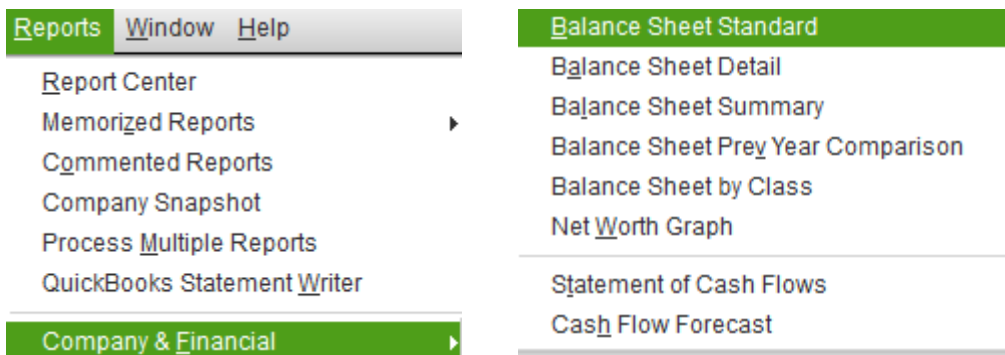 Reports Window Help
Report Center
Memorized Reports
Commented Reports
Company Snapshot
Process Multiple Reports
QuickBooks Statement Writer
Company & Financial
Balance Sheet Standard
Balance Sheet Detail
Balance Sheet Summary
Balance Sheet Prev Year Comparison
Balance Sheet by Class
Net Worth Graph
Statement of Cash Flows
Cash Flow Forecast